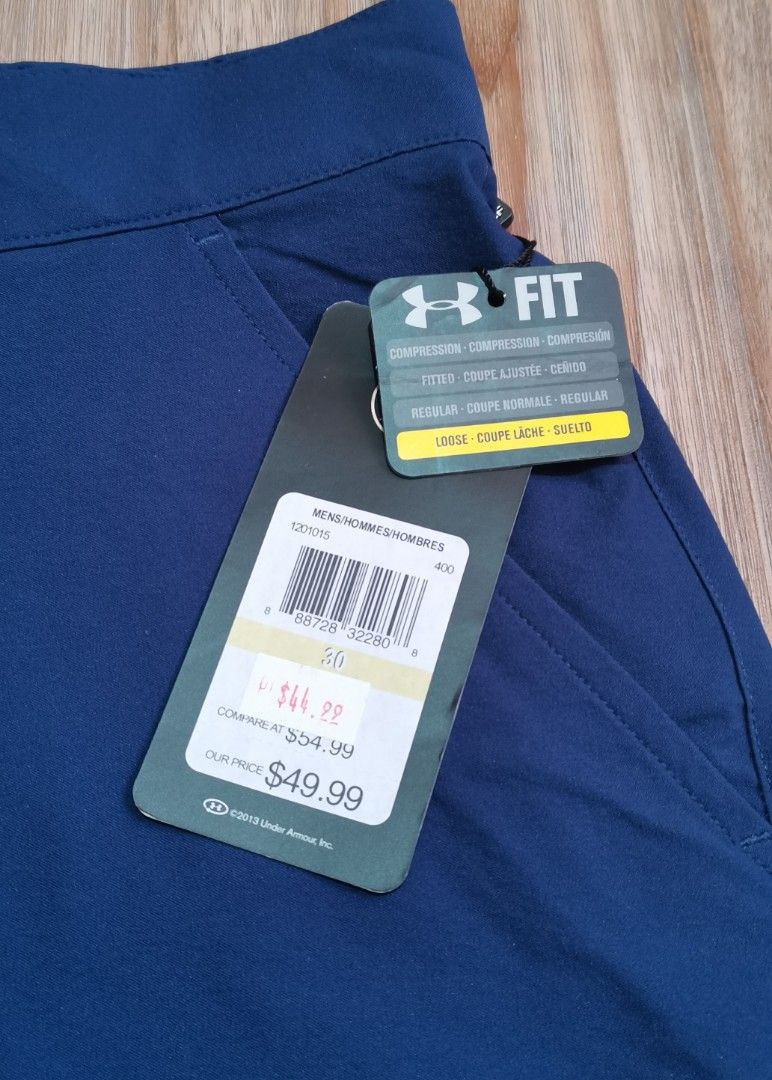 FIT
COMPRESSION · COMPRESSION · COMPRESIÓN
FITTED · COUPE AJUSTÉE · CEÑIDO
REGULAR · COUPE NORMALE · REGULAR
LOOSE · COUPE LÂCHE · SUELTO
MENS/HOMMES/HOMBRES
1201015
400
8 88728 32280 8
30
$44.22
COMPARE AT $54.99
OUR PRICE $49.99
©2013 Under Armour, Inc.